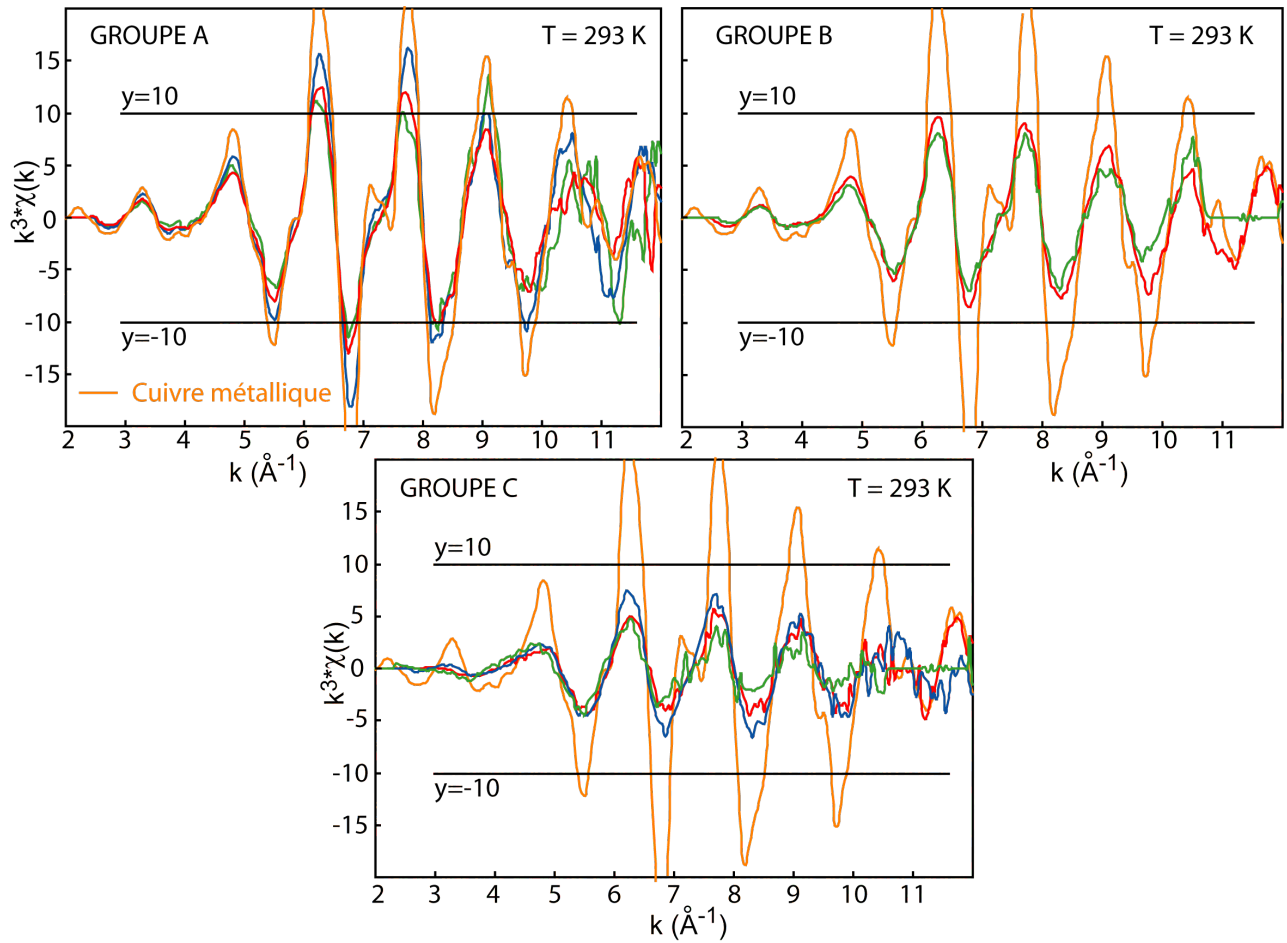 GROUPE A
T = 293 K
15
y=10
10
5
0
-5
-10
y=-10
-15
Cuivre métallique
k³*χ(k)
2 3 4 5 6 7 8 9 10 11
k (Å⁻¹)
GROUPE B
T = 293 K
y=10
y=-10
2 3 4 5 6 7 8 9 10 11
k (Å⁻¹)
GROUPE C
T = 293 K
15
y=10
10
5
0
-5
-10
y=-10
-15
k³*χ(k)
2 3 4 5 6 7 8 9 10 11
k (Å⁻¹)